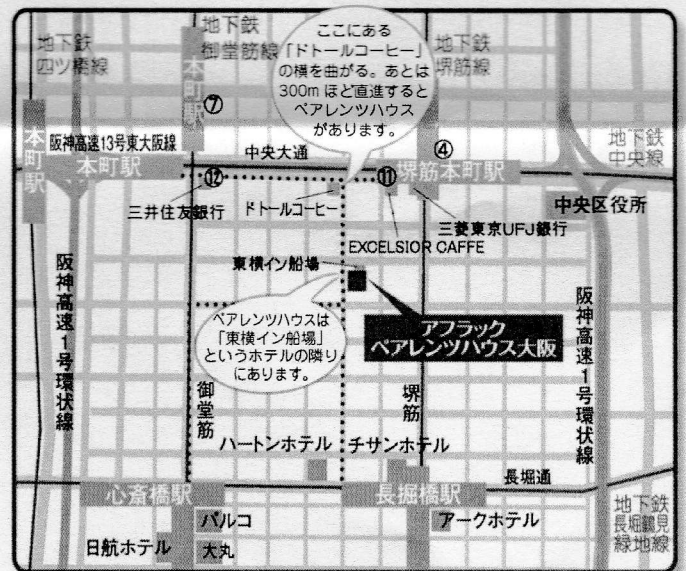 地下鉄
四ツ橋線
地下鉄
御堂筋線
ここにある
「ドトールコーヒー」
の横を曲がる。あとは
300mほど直進すると
ペアレンツハウス
があります。
地下鉄
堺筋線
本町駅
⑦
④
本町駅
阪神高速13号東大阪線
本町駅
中央大通
堺筋本町駅
地下鉄
中央線
⑫
⑪
三井住友銀行
ドトールコーヒー
EXCELSIOR CAFFE
三菱東京UFJ銀行
中央区役所
東横イン船場
阪神高速1号環状線
ペアレンツハウスは
「東横イン船場」
というホテルの隣り
にあります。
アフラック
ペアレンツハウス大阪
阪神高速1号環状線
御堂筋
堺筋
ハートンホテル
チサンホテル
長堀通
心斎橋駅
長堀橋駅
地下鉄
長堀鶴見
緑地線
パルコ
アークホテル
日航ホテル
大丸